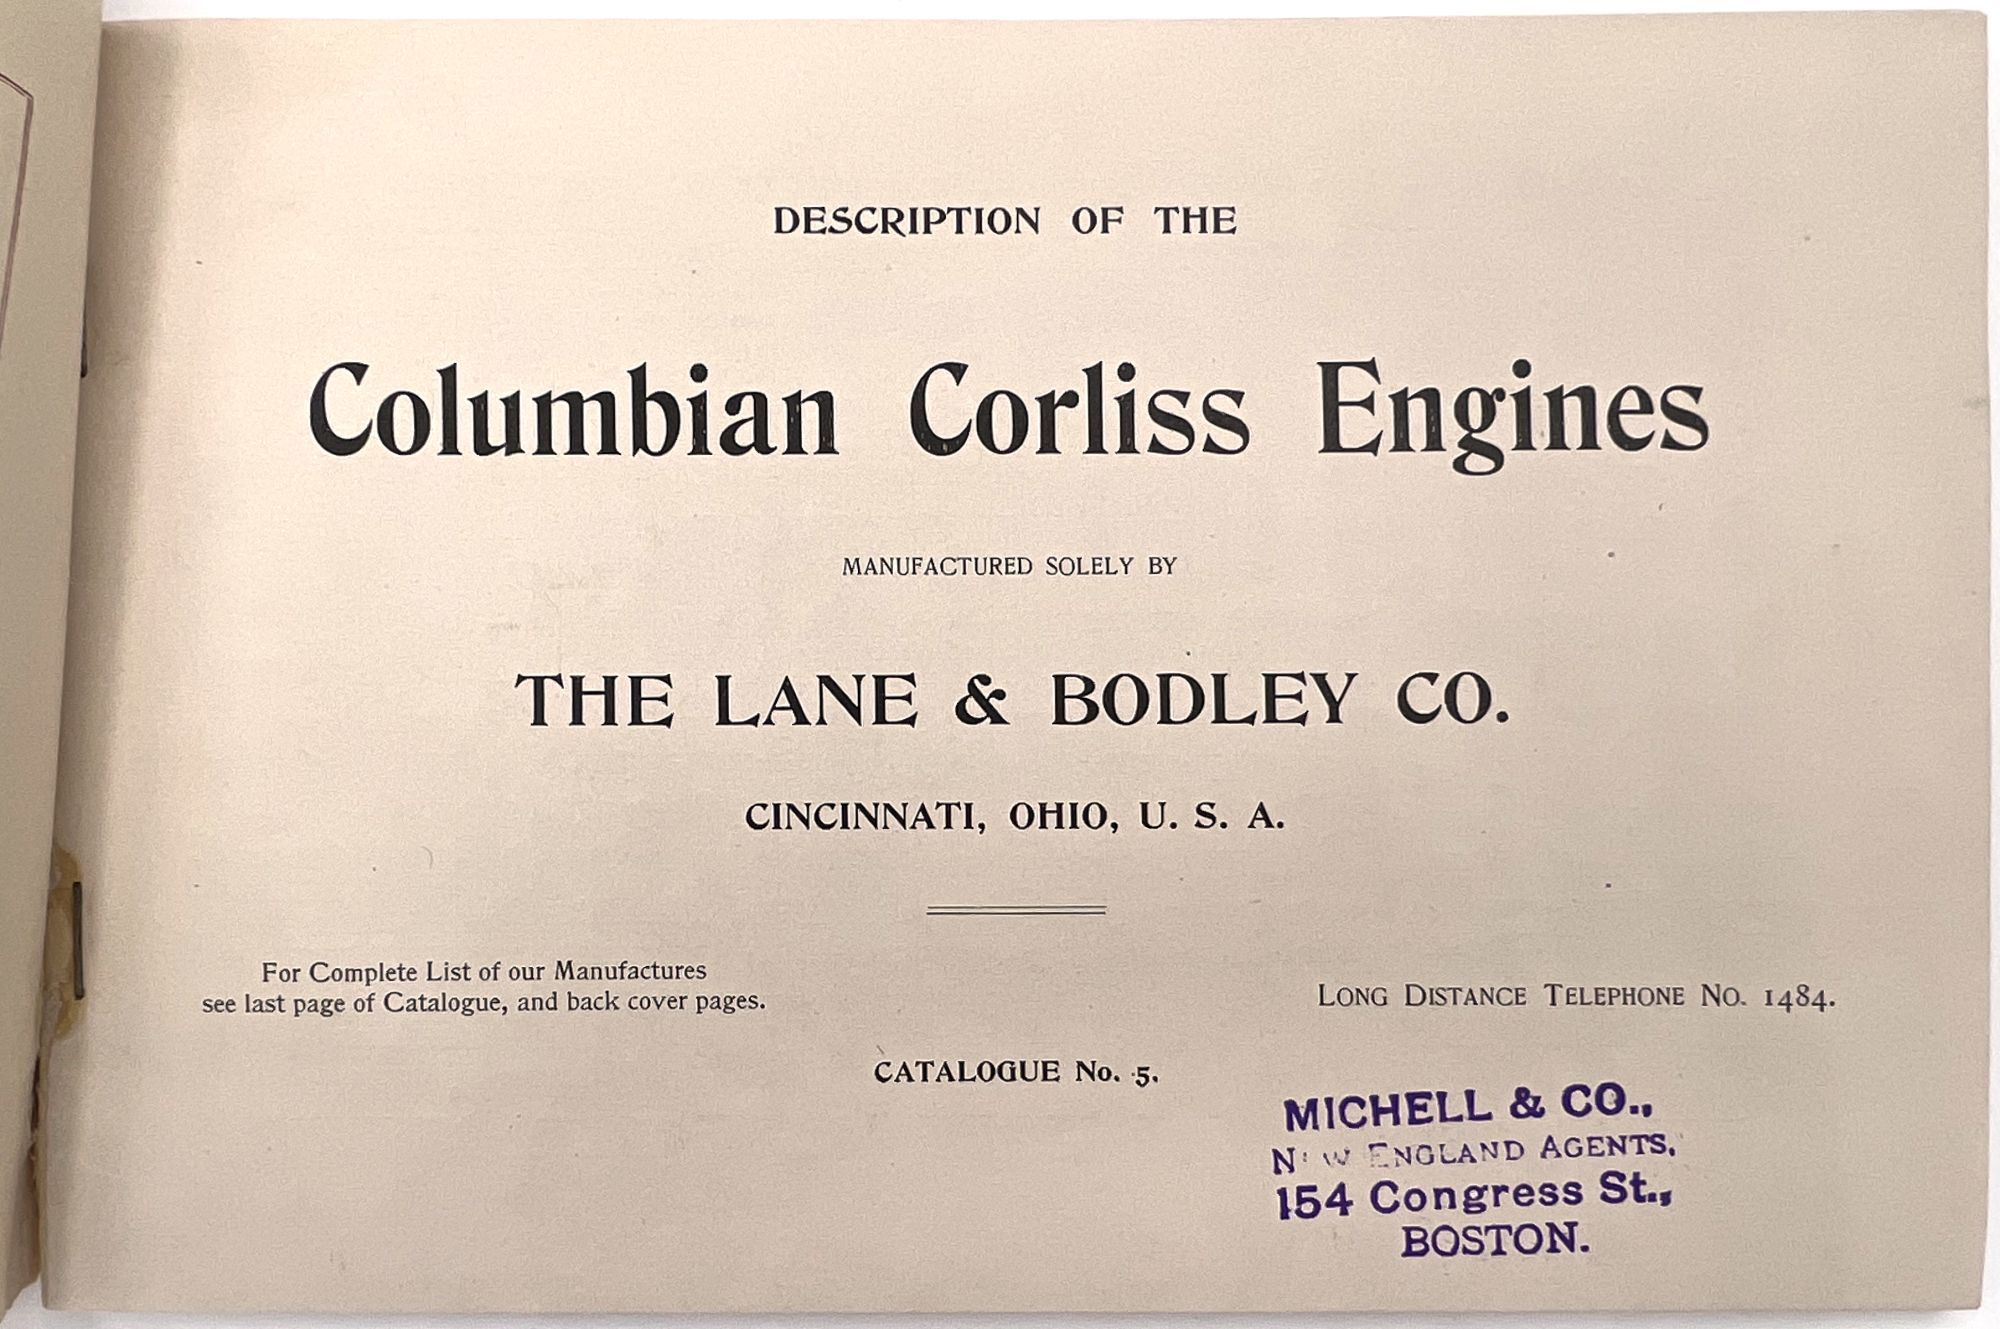 DESCRIPTION OF THE
Columbian Corliss Engines
MANUFACTURED SOLELY BY
THE LANE & BODLEY CO.
CINCINNATI, OHIO, U. S. A.
For Complete List of our Manufactures
see last page of Catalogue, and back cover pages.
LONG DISTANCE TELEPHONE NO. 1484.
CATALOGUE No. 5.
MICHELL & CO.,
NEW ENGLAND AGENTS.
154 Congress St.,
BOSTON.